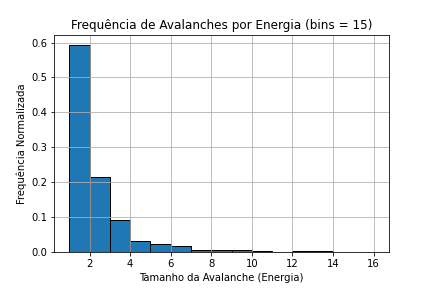 Frequência de Avalanches por Energia (bins = 15)
Frequência Normalizada
0.6
0.5
0.4
0.3
0.2
0.1
0.0
2 4 6 8 10 12 14 16
Tamanho da Avalanche (Energia)